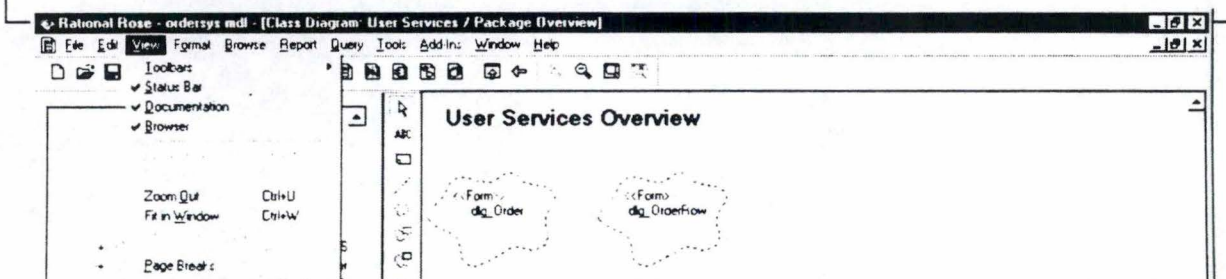 Rational Rose - ordersys mdl - [Class Diagram: User Services / Package Overview]
File Edit View Format Browse Report Query Tools Add-Ins Window Help
Toolbars
✓ Status Bar
✓ Documentation
✓ Browser
ABC
User Services Overview
<<Form>>
dlg_Order
<<Form>
dlg_OrderRow
Zoom Out Ctrl+U
Fit in Window Ctrl+W
Page Breaks